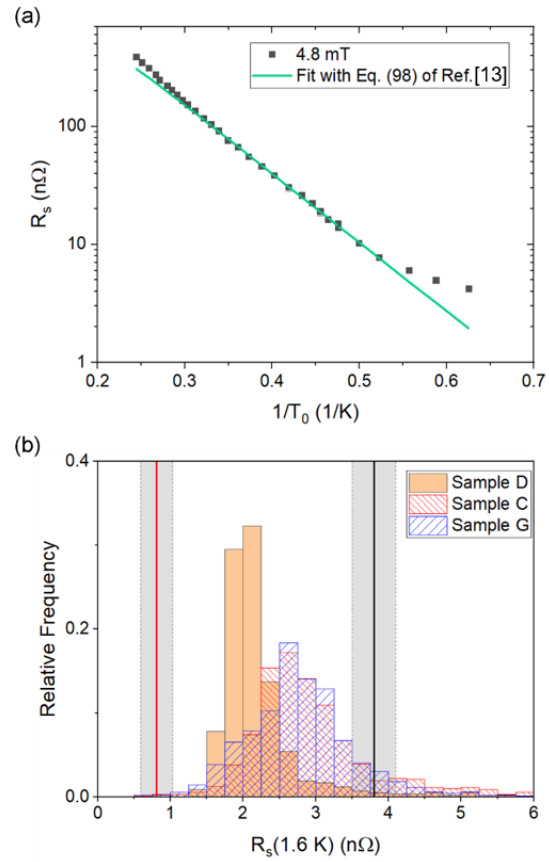 (a)
4.8 mT
Fit with Eq. (98) of Ref.[13]
100
10
1
Rs (nΩ)
0.2 0.3 0.4 0.5 0.6 0.7
1/T0 (1/K)
(b)
0.4
Sample D
Sample C
Sample G
0.2
0.0
Relative Frequency
0 1 2 3 4 5 6
Rs(1.6 K) (nΩ)